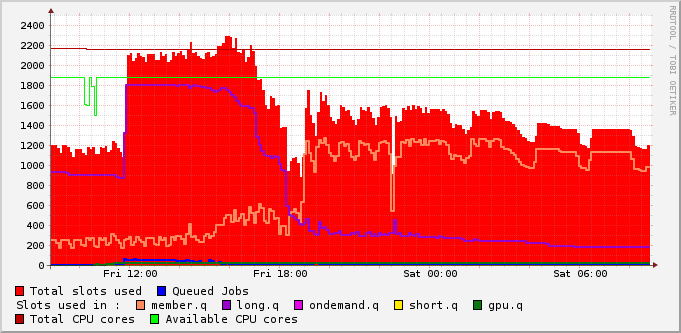 RRDTOOL / TOBI OETIKER
2400
2200
2000
1800
1600
1400
1200
1000
800
600
400
200
0
Fri 12:00 Fri 18:00 Sat 00:00 Sat 06:00
Total slots used Queued Jobs
Slots used in : member.q long.q ondemand.q short.q gpu.q
Total CPU cores Available CPU cores